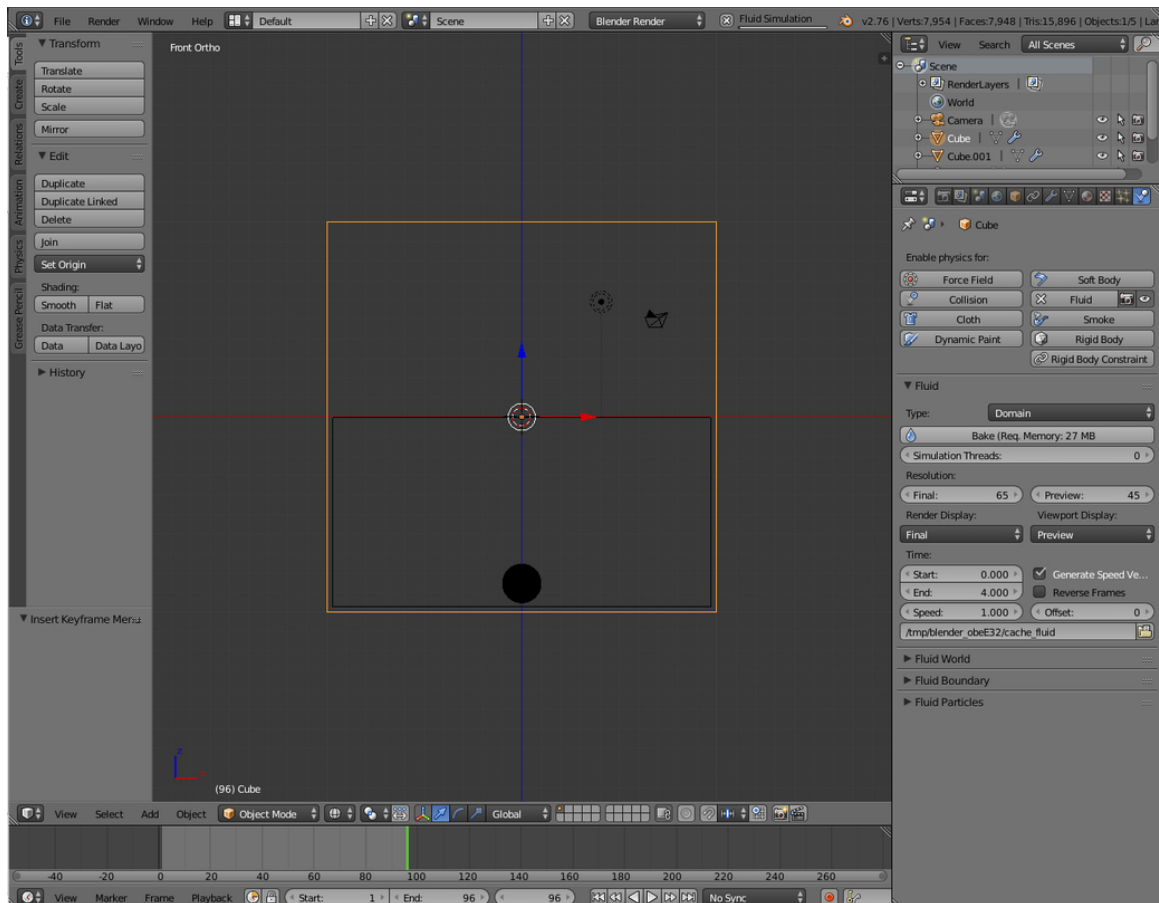 File Render Window Help Default Scene Blender Render Fluid Simulation v2.76 | Verts:7,954 | Faces:7,948 | Tris:15,896 | Objects:1/5 |
Tools
Create
Relations
Animation
Physics
Grease Pencil
Transform
Translate
Rotate
Scale
Mirror
Edit
Duplicate
Duplicate Linked
Delete
Join
Set Origin
Shading:
Smooth Flat
Data Transfer:
Data Data Layo
History
Insert Keyframe
Front Ortho
z
x
(96) Cube
View Search All Scenes
Scene
RenderLayers |
World
Camera |
Cube |
Cube.001 |
Cube
Enable physics for:
Force Field Soft Body
Collision Fluid
Cloth Smoke
Dynamic Paint Rigid Body
Rigid Body Constraint
Fluid
Type: Domain
Bake (Req. Memory: 27 MB
Simulation Threads: 0
Resolution:
Final: 65 Preview: 45
Render Display: Viewport Display:
Final Preview
Time:
Start: 0.000 Generate Speed Ve...
End: 4.000 Reverse Frames
Speed: 1.000 Offset: 0
/tmp/blender_obeE32/cache_fluid
Fluid World
Fluid Boundary
Fluid Particles
View Select Add Object Object Mode Global
-40 -20 0 20 40 60 80 100 120 140 160 180 200 220 240 260
View Marker Frame Playback Start: 1 End: 96 96 No Sync